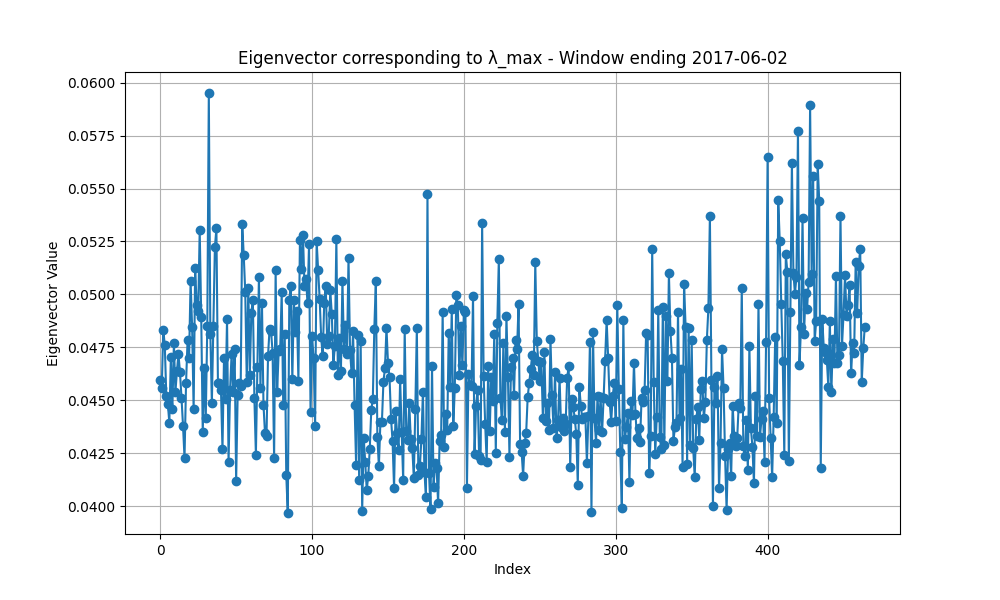 Eigenvector corresponding to λ_max - Window ending 2017-06-02
Eigenvector Value
0.0600
0.0575
0.0550
0.0525
0.0500
0.0475
0.0450
0.0425
0.0400
0 100 200 300 400
Index